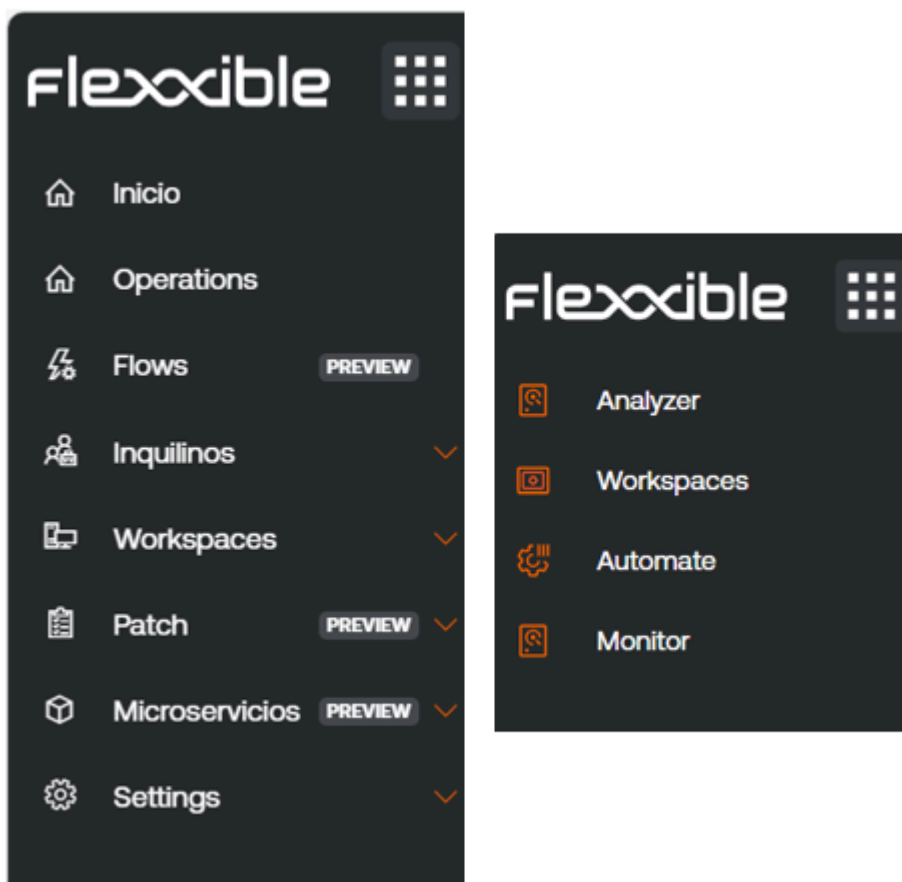 Flexxible
Inicio
Operations
Flows PREVIEW
Inquilinos
Workspaces
Patch PREVIEW
Microservicios PREVIEW
Settings
Flexxible
Analyzer
Workspaces
Automate
Monitor